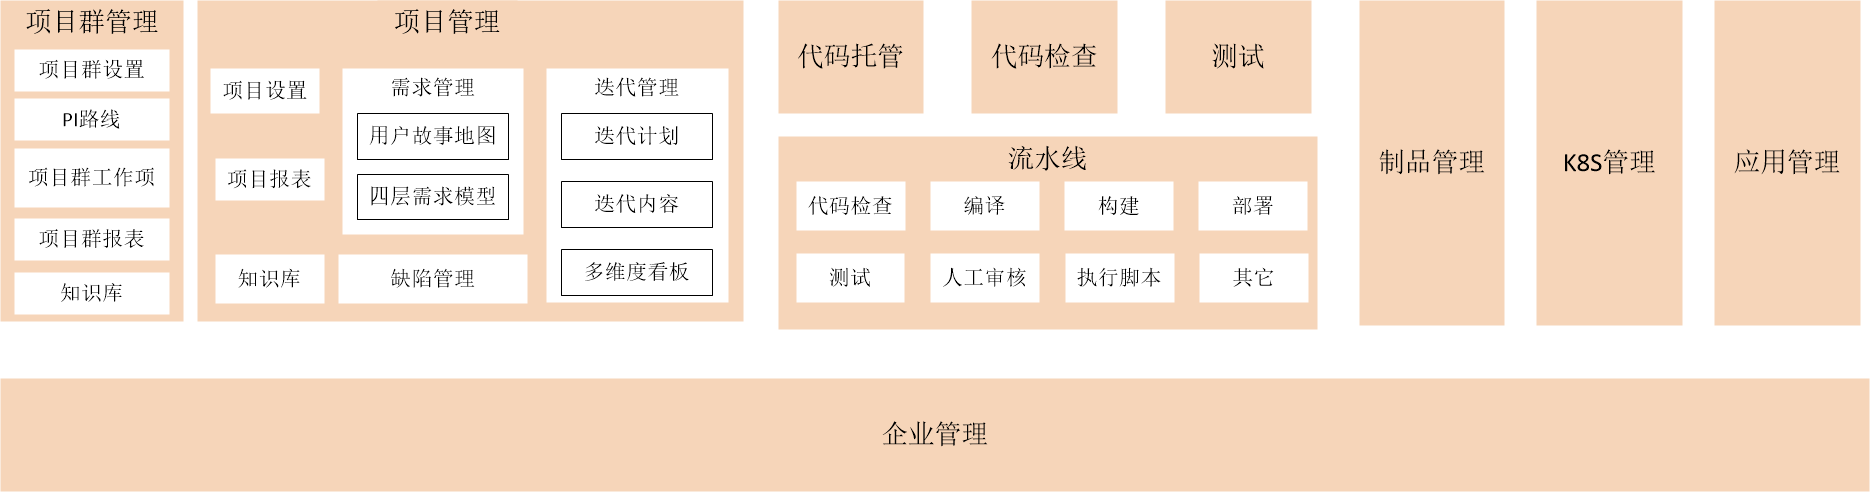 项目群管理
项目群设置
PI路线
项目群工作项
项目群报表
知识库
项目管理
项目设置
项目报表
知识库
需求管理
用户故事地图
四层需求模型
缺陷管理
迭代管理
迭代计划
迭代内容
多维度看板
代码托管
代码检查
测试
流水线
代码检查
编译
构建
部署
测试
人工审核
执行脚本
其它
制品管理
K8S管理
应用管理
企业管理